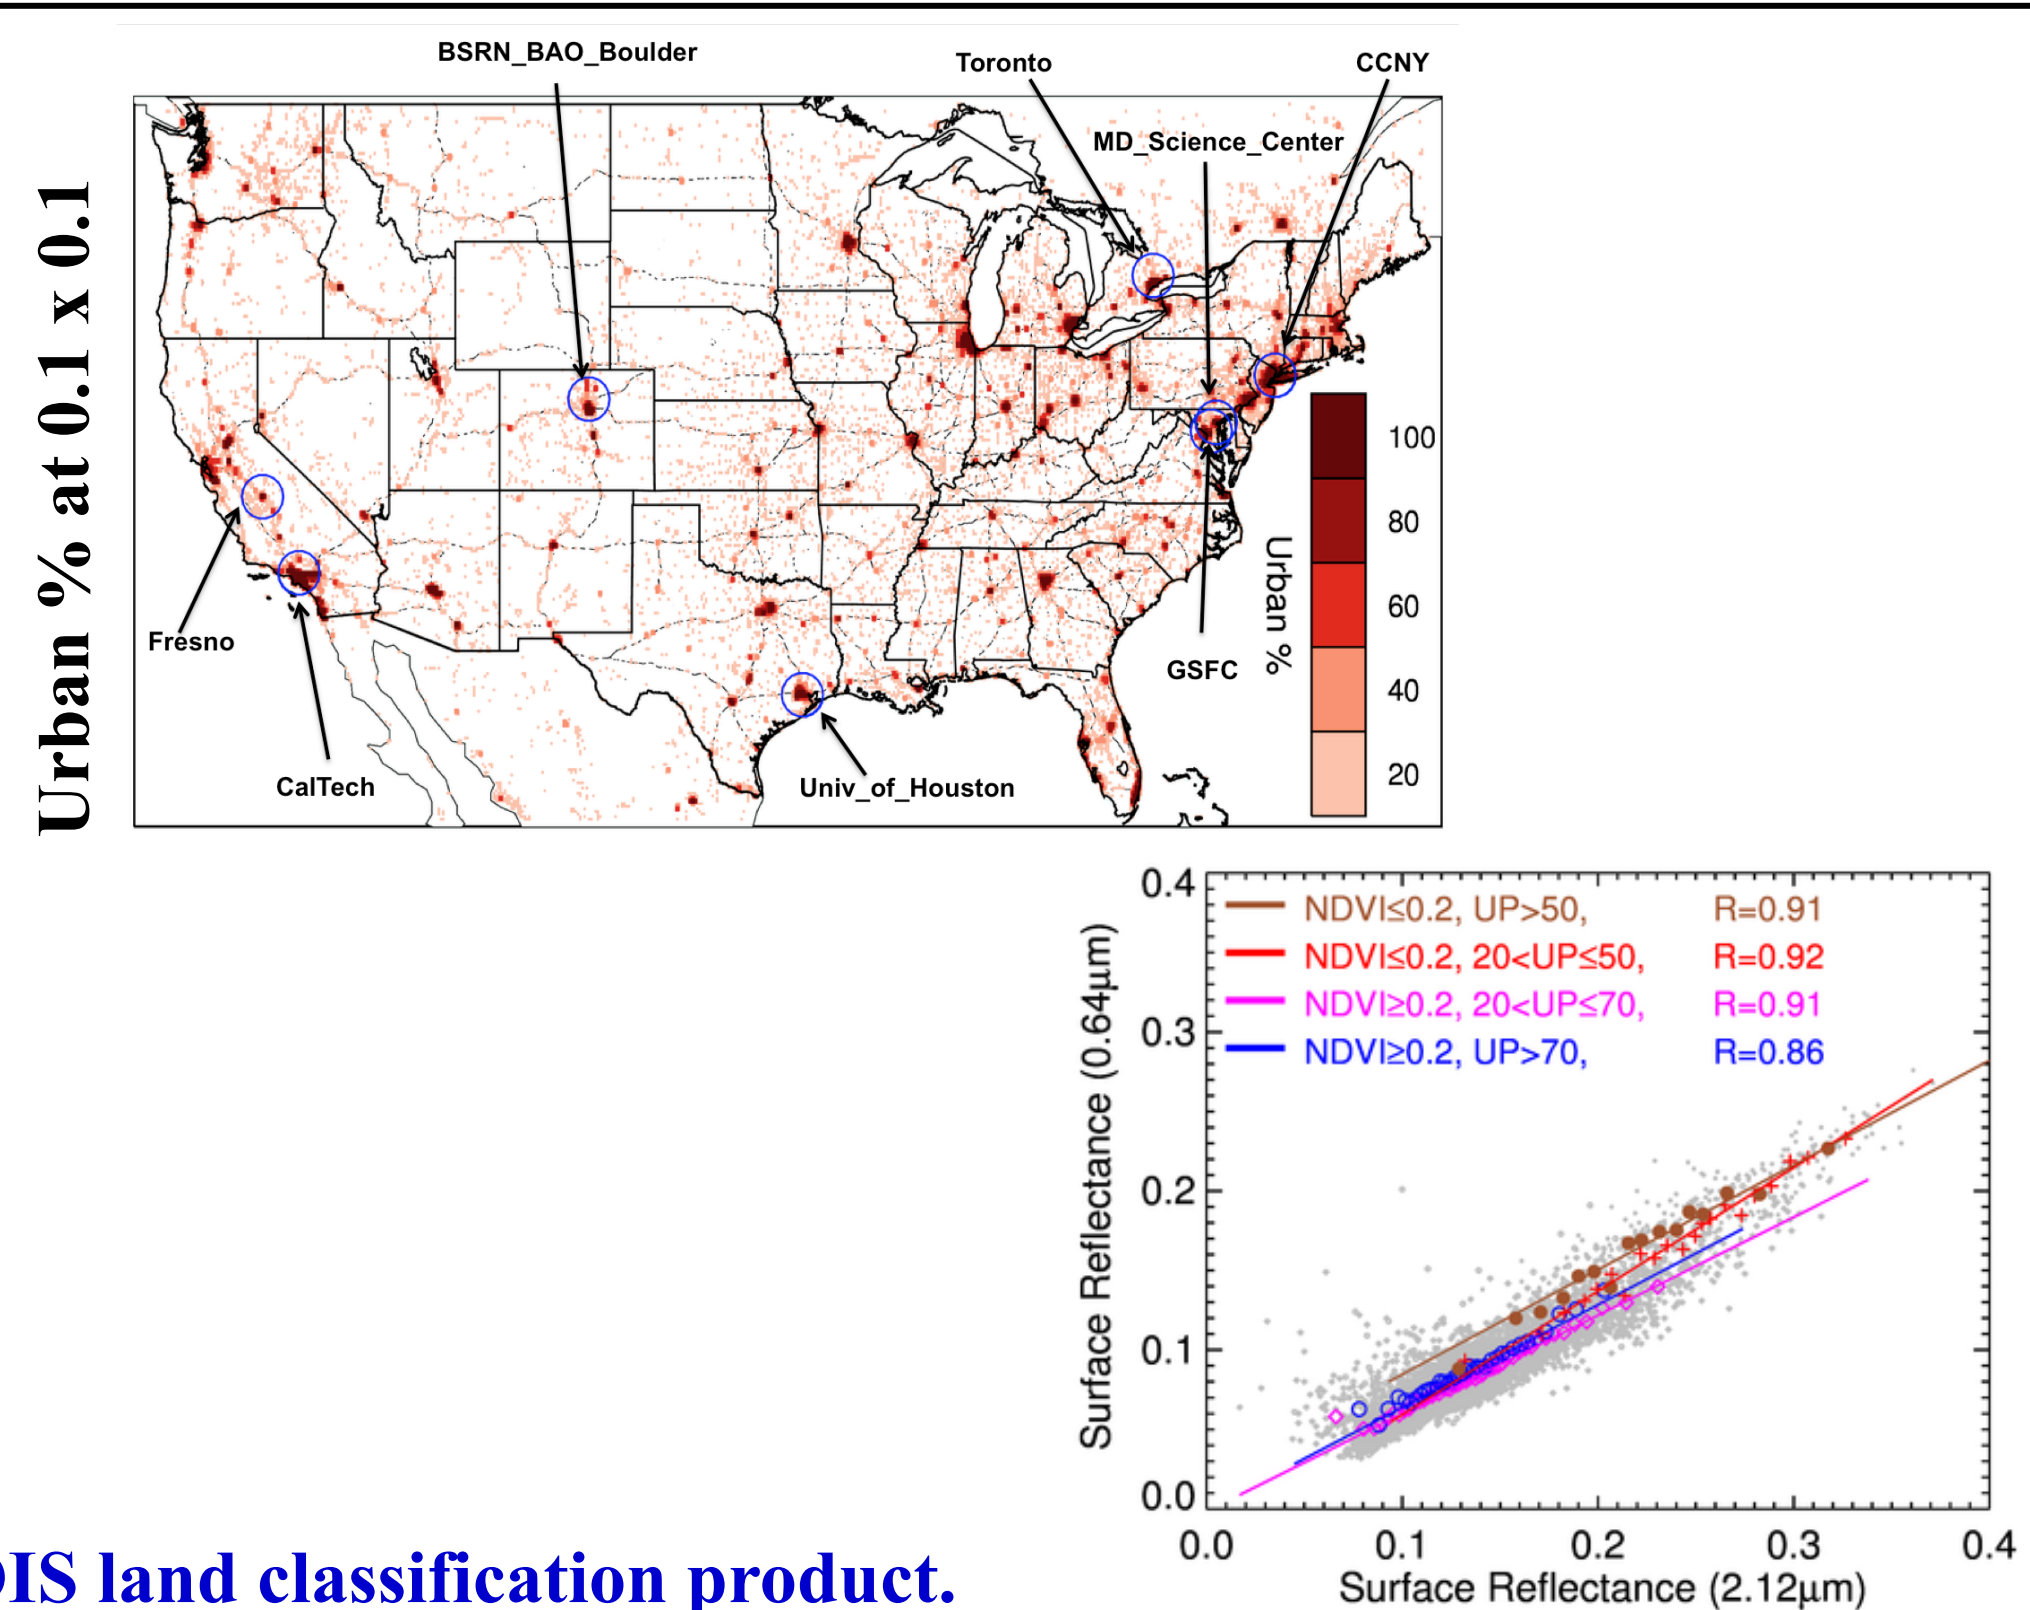 Urban % at 0.1 x 0.1
BSRN_BAO_Boulder
Toronto
CCNY
MD_Science_Center
Fresno
CalTech
Univ_of_Houston
GSFC
Urban %
100
80
60
40
20
NDVI≤0.2, UP>50, R=0.91
NDVI≤0.2, 20<UP≤50, R=0.92
NDVI≥0.2, 20<UP≤70, R=0.91
NDVI≥0.2, UP>70, R=0.86
Surface Reflectance (0.64μm)
0.4
0.3
0.2
0.1
0.0
0.0 0.1 0.2 0.3 0.4
Surface Reflectance (2.12μm)
DIS land classification product.